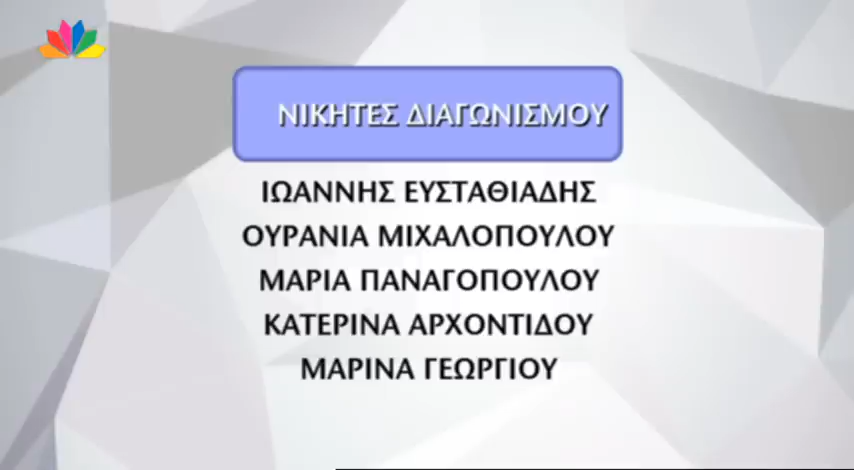 ΝΙΚΗΤΕΣ ΔΙΑΓΩΝΙΣΜΟΥ
ΙΩΑΝΝΗΣ ΕΥΣΤΑΘΙΑΔΗΣ
ΟΥΡΑΝΙΑ ΜΙΧΑΛΟΠΟΥΛΟΥ
ΜΑΡΙΑ ΠΑΝΑΓΟΠΟΥΛΟΥ
ΚΑΤΕΡΙΝΑ ΑΡΧΟΝΤΙΔΟΥ
ΜΑΡΙΝΑ ΓΕΩΡΓΙΟΥ